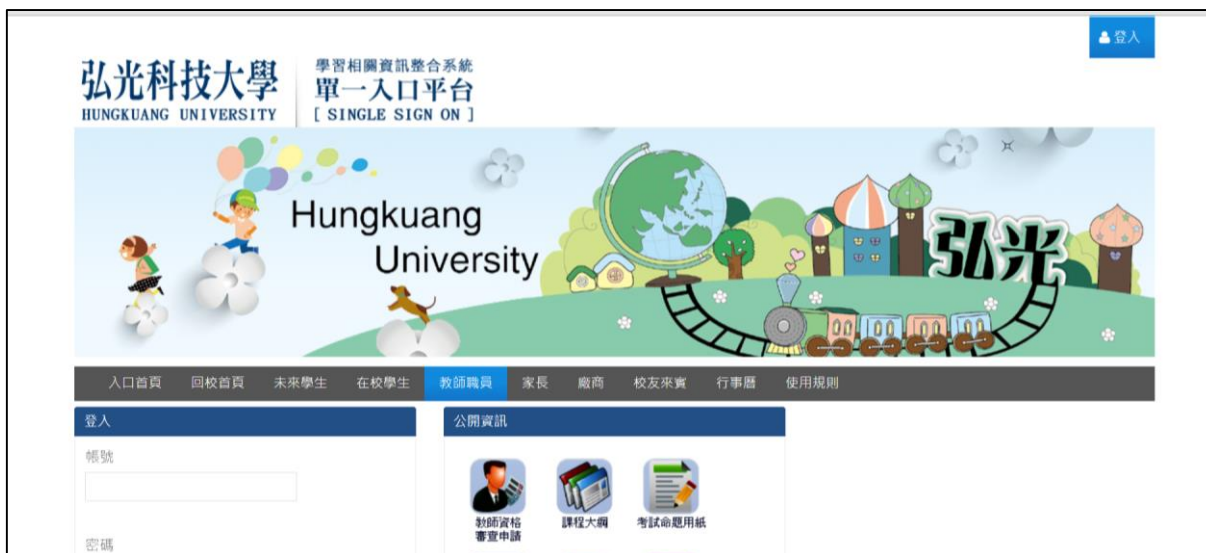 登入
弘光科技大學
HUNGKUANG UNIVERSITY
學習相關資訊整合系統
單一入口平台
[ SINGLE SIGN ON ]
Hungkuang
University
弘光
入口首頁 回校首頁 未來學生 在校學生 教師職員 家長 廠商 校友來賓 行事曆 使用規則
登入
帳號
密碼
公開資訊
教師資格
審查申請
課程大綱
考試命題用紙